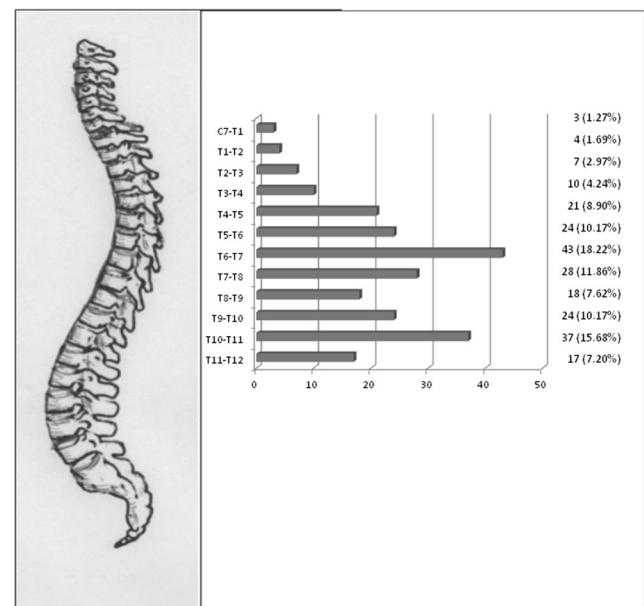 3 (1.27%)
C7-T1
4 (1.69%)
T1-T2
7 (2.97%)
T2-T3
10 (4.24%)
T3-T4
21 (8.90%)
T4-T5
24 (10.17%)
T5-T6
43 (18.22%)
T6-T7
28 (11.86%)
T7-T8
18 (7.62%)
T8-T9
24 (10.17%)
T9-T10
37 (15.68%)
T10-T11
17 (7.20%)
T11-T12
0 10 20 30 40 50